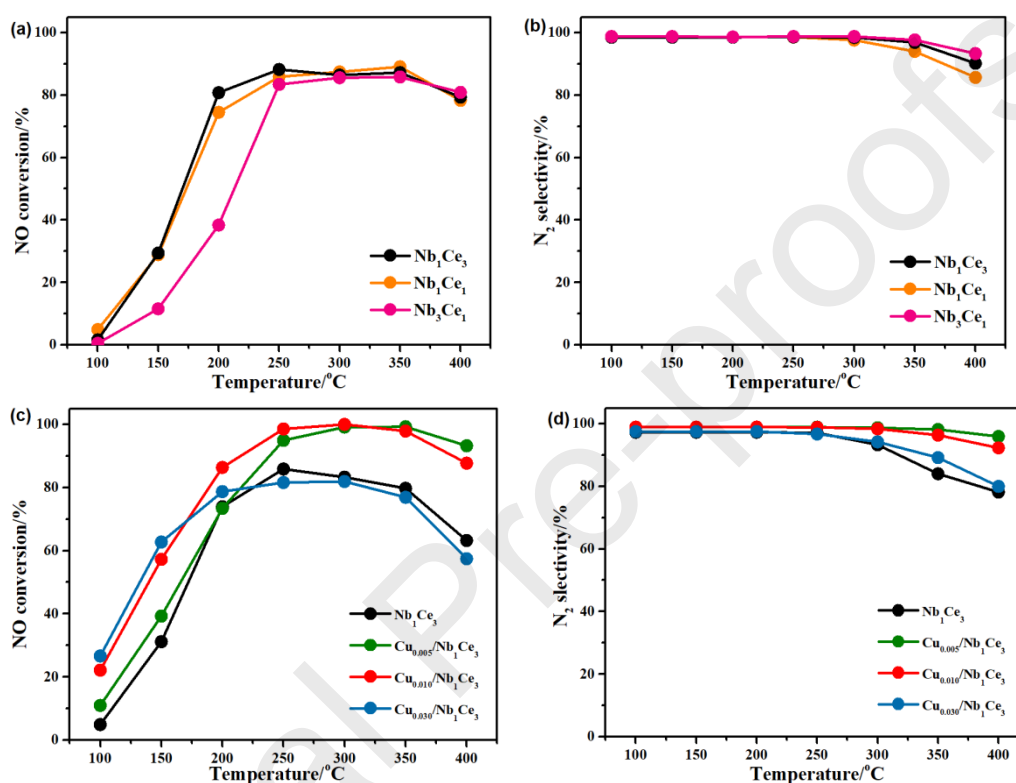 (a)
100
80
60
40
20
0
NO conversion/%
Nb₁Ce₃
Nb₁Ce₁
Nb₃Ce₁
100 150 200 250 300 350 400
Temperature/°C
(b)
100
80
60
40
20
0
N₂ selectivity/%
Nb₁Ce₃
Nb₁Ce₁
Nb₃Ce₁
100 150 200 250 300 350 400
Temperature/°C
(c)
100
80
60
40
20
0
NO conversion/%
Nb₁Ce₃
Cu₀.₀₀₅/Nb₁Ce₃
Cu₀.₀₁₀/Nb₁Ce₃
Cu₀.₀₃₀/Nb₁Ce₃
100 150 200 250 300 350 400
Temperature/°C
(d)
100
80
60
40
20
0
N₂ slectivity/%
Nb₁Ce₃
Cu₀.₀₀₅/Nb₁Ce₃
Cu₀.₀₁₀/Nb₁Ce₃
Cu₀.₀₃₀/Nb₁Ce₃
100 150 200 250 300 350 400
Temperature/°C
al Pre-proofs